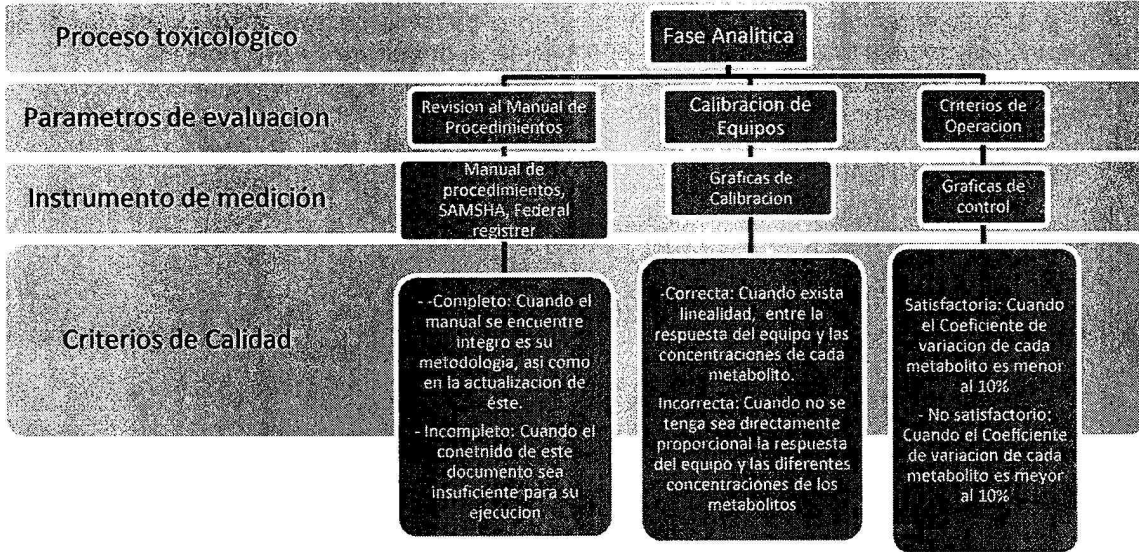 Proceso toxicologico
Fase Analitica
Parametros de evaluacion
Revision al Manual de
Procedimientos
Calibracion de
Equipos
Criterios de
Operacion
Instrumento de medición
Manual de
procedimientos,
SAMSHA, Federal
registrer
Graficas de
Calibracion
Graficas de
control
Criterios de Calidad
- -Completo: Cuando el
manual se encuentre
integro es su
metodologia, asi como
en la actualizacion de
éste.
- Incompleto: Cuando el
conetnido de este
documento sea
insuficiente para su
ejecucion
-Correcta: Cuando exista
linealidad, entre la
respuesta del equipo y las
concentraciones de cada
metabolito.
Incorrecta: Cuando no se
tenga sea directamente
proporcional la respuesta
del equipo y las diferentes
concentraciones de los
metabolitos
Satisfactoria: Cuando
el Coeficiente de
variacion de cada
metabolito es menor
al 10%
- No satisfactorio:
Cuando el Coeficiente
de variacion de cada
metabolito es meyor
al 10%